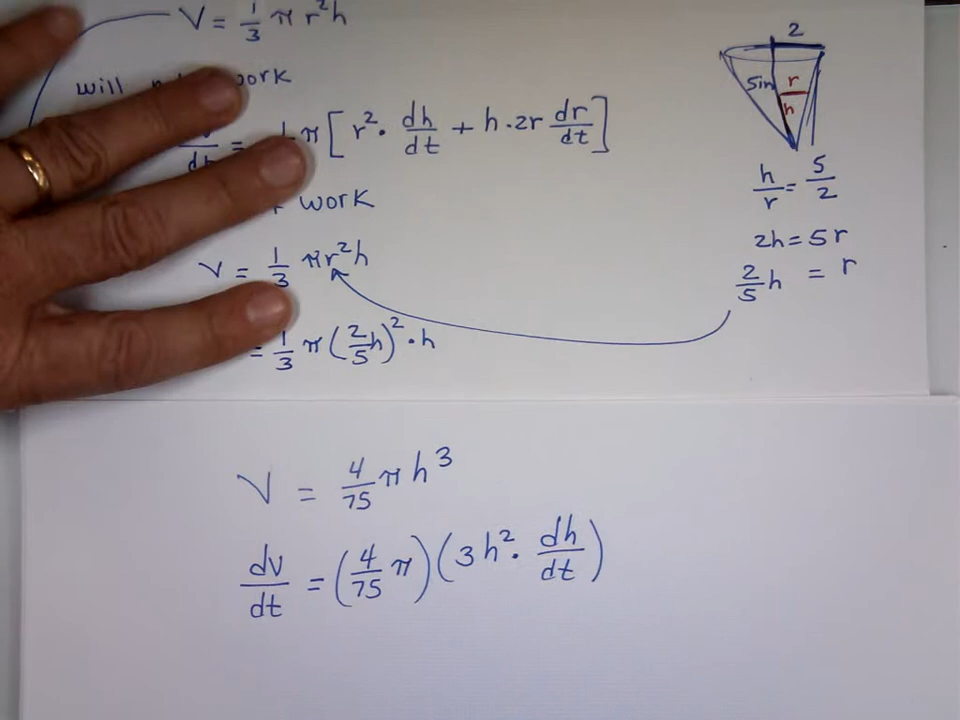 V = 1/3 π r²h
will work
= π [ r² · dh/dt + h · 2r dr/dt ]
work
V = 1/3 πr²h
= 1/3 π (2/5 h)² · h
V = 4/75 π h³
dv/dt = (4/75 π)(3h² · dh/dt)
2
5in r
h
h/r = 5/2
2h = 5r
2/5 h = r